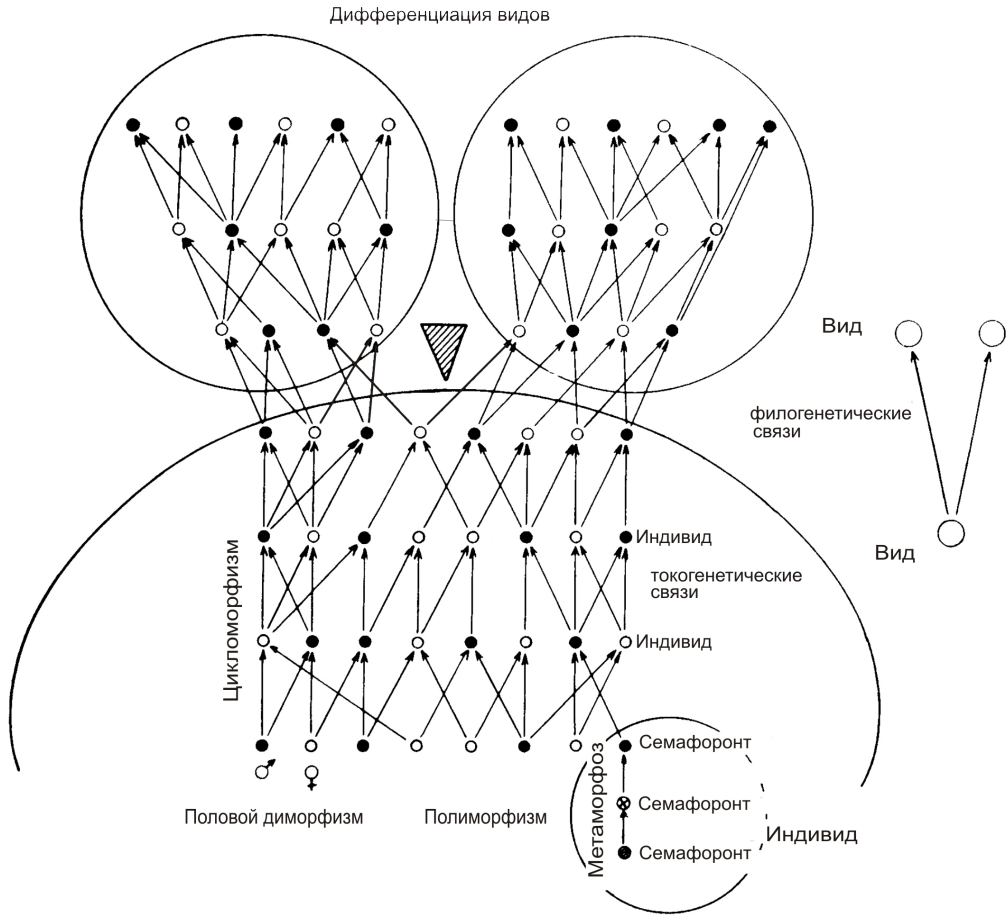 Дифференциация видов
Вид
филогенетические
связи
Вид
Индивид
токогенетические
связи
Индивид
Цикломорфизм
Семафоронт
Семафоронт
Семафоронт
Метаморфоз
Индивид
Половой диморфизм
Полиморфизм